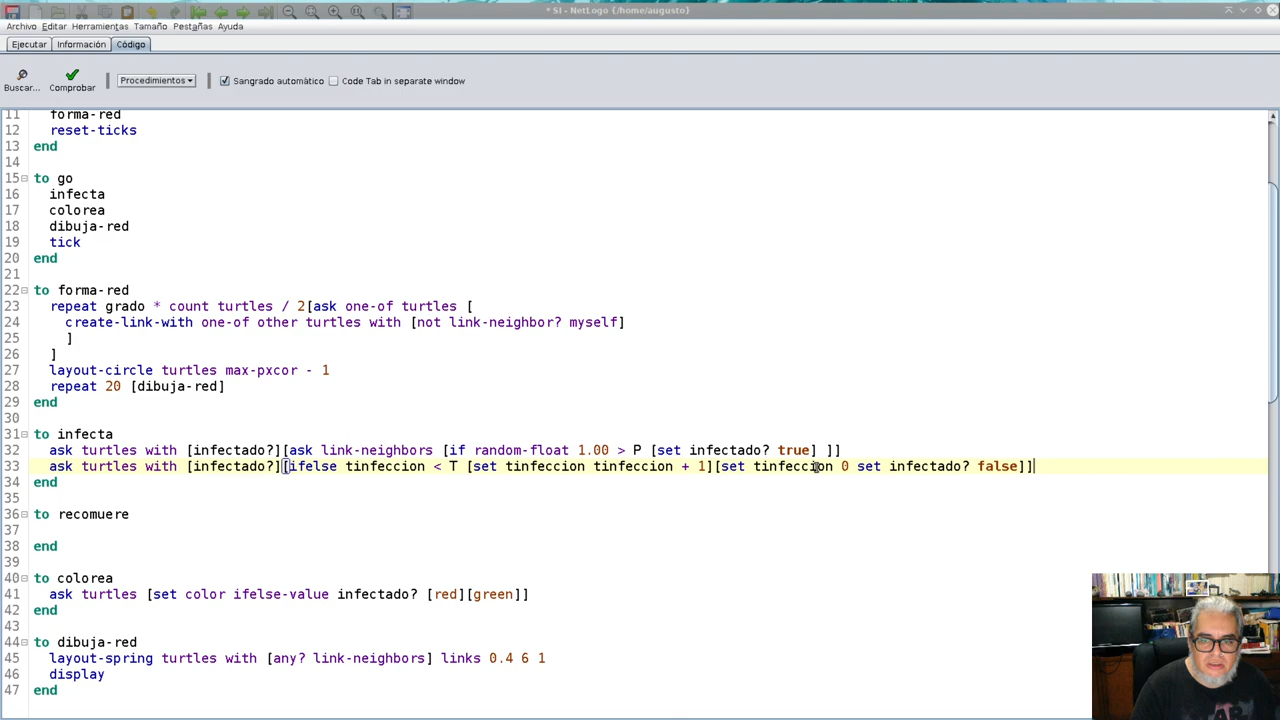 * SI - NetLogo {/home/augusto}
Archivo Editar Herramientas Tamaño Pestañas Ayuda
Ejecutar Información Código
Buscar... Comprobar Procedimientos Sangrado automático Code Tab in separate window
11 forma-red
12 reset-ticks
13 end
14
15 to go
16 infecta
17 colorea
18 dibuja-red
19 tick
20 end
21
22 to forma-red
23 repeat grado * count turtles / 2[ask one-of turtles [
24 create-link-with one-of other turtles with [not link-neighbor? myself]
25 ]
26 ]
27 layout-circle turtles max-pxcor - 1
28 repeat 20 [dibuja-red]
29 end
30
31 to infecta
32 ask turtles with [infectado?][ask link-neighbors [if random-float 1.00 > P [set infectado? true] ]]
33 ask turtles with [infectado?][ifelse tinfeccion < T [set tinfeccion tinfeccion + 1][set tinfeccion 0 set infectado? false]]
34 end
35
36 to recomuere
37
38 end
39
40 to colorea
41 ask turtles [set color ifelse-value infectado? [red][green]]
42 end
43
44 to dibuja-red
45 layout-spring turtles with [any? link-neighbors] links 0.4 6 1
46 display
47 end